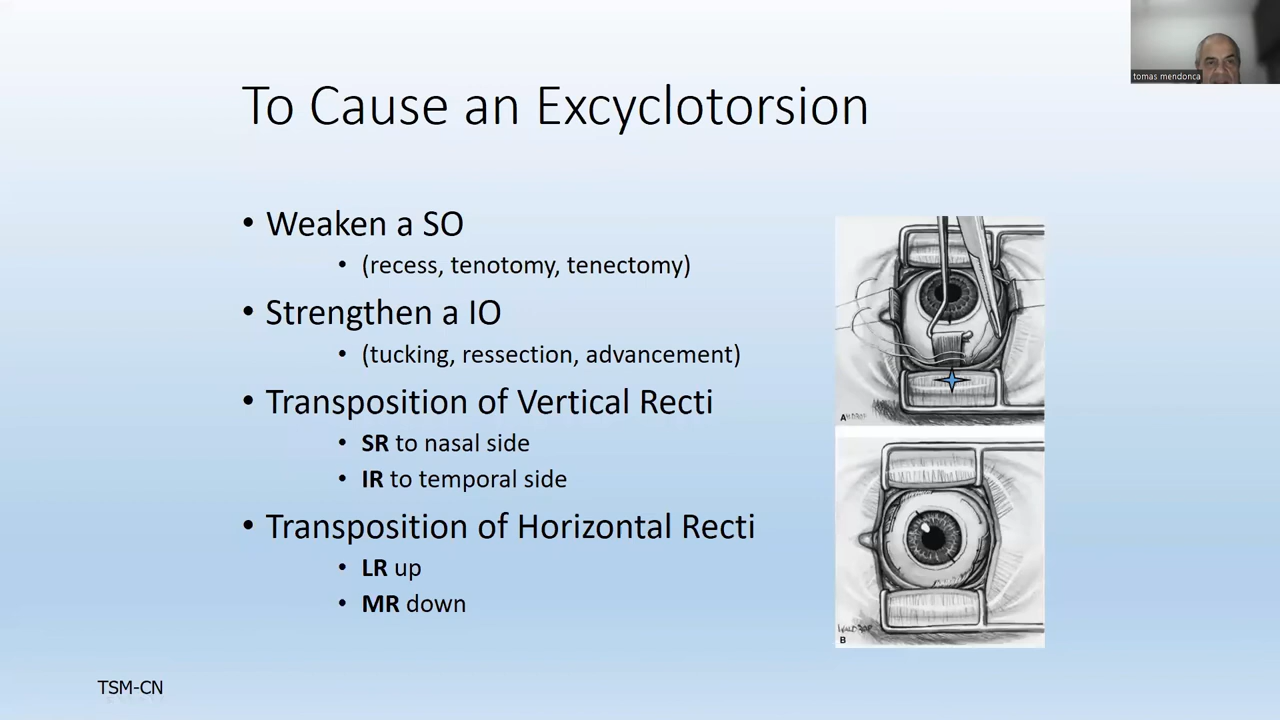 tomas mendonca
To Cause an Excyclotorsion
• Weaken a SO
• (recess, tenotomy, tenectomy)
• Strengthen a IO
• (tucking, ressection, advancement)
• Transposition of Vertical Recti
• SR to nasal side
• IR to temporal side
• Transposition of Horizontal Recti
• LR up
• MR down
A
B
TSM-CN